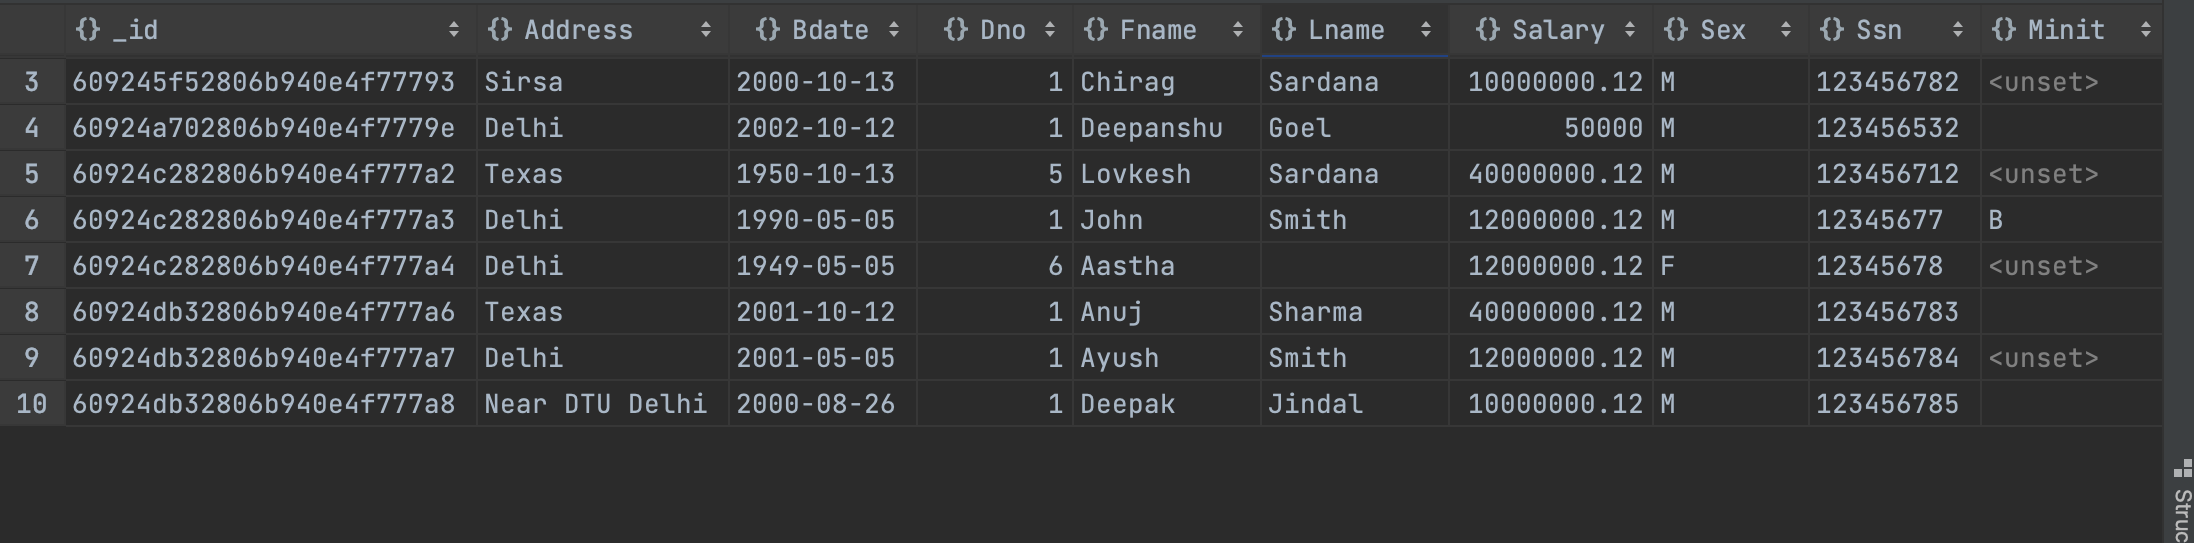 {} _id {} Address {} Bdate {} Dno {} Fname {} Lname {} Salary {} Sex {} Ssn {} Minit
3 609245f52806b940e4f77793 Sirsa 2000-10-13 1 Chirag Sardana 10000000.12 M 123456782 <unset>
4 60924a702806b940e4f7779e Delhi 2002-10-12 1 Deepanshu Goel 50000 M 123456532
5 60924c282806b940e4f777a2 Texas 1950-10-13 5 Lovkesh Sardana 40000000.12 M 123456712 <unset>
6 60924c282806b940e4f777a3 Delhi 1990-05-05 1 John Smith 12000000.12 M 12345677 B
7 60924c282806b940e4f777a4 Delhi 1949-05-05 6 Aastha 12000000.12 F 12345678 <unset>
8 60924db32806b940e4f777a6 Texas 2001-10-12 1 Anuj Sharma 40000000.12 M 123456783
9 60924db32806b940e4f777a7 Delhi 2001-05-05 1 Ayush Smith 12000000.12 M 123456784 <unset>
10 60924db32806b940e4f777a8 Near DTU Delhi 2000-08-26 1 Deepak Jindal 10000000.12 M 123456785
Struc